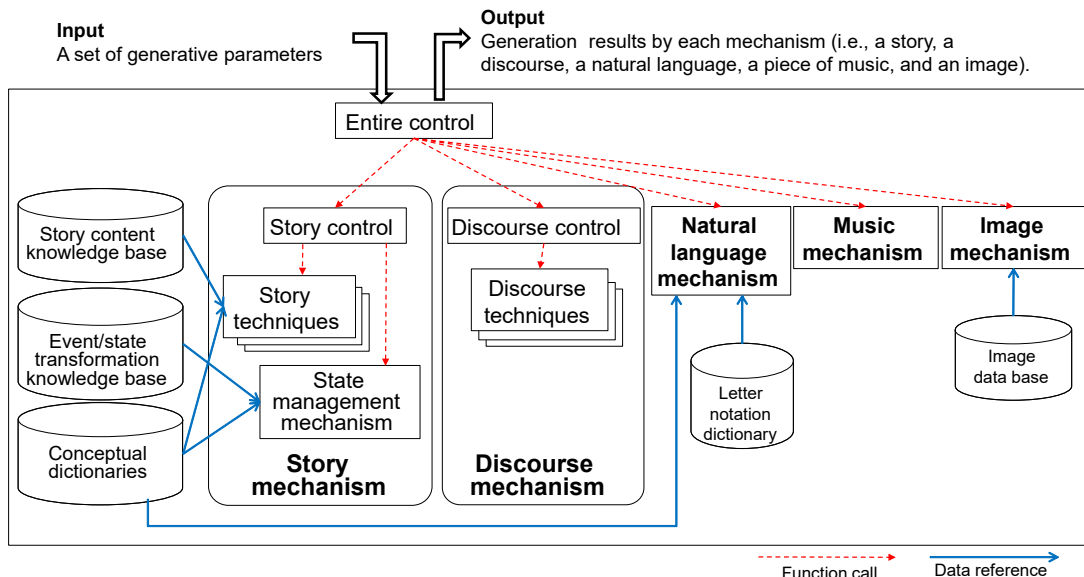 Input
A set of generative parameters
Output
Generation results by each mechanism (i.e., a story, a
discourse, a natural language, a piece of music, and an image).
Entire control
Story content
knowledge base
Event/state
transformation
knowledge base
Conceptual
dictionaries
Story control
Story
techniques
State
management
mechanism
Story
mechanism
Discourse control
Discourse
techniques
Discourse
mechanism
Natural
language
mechanism
Music
mechanism
Image
mechanism
Letter
notation
dictionary
Image
data base
Function call
Data reference